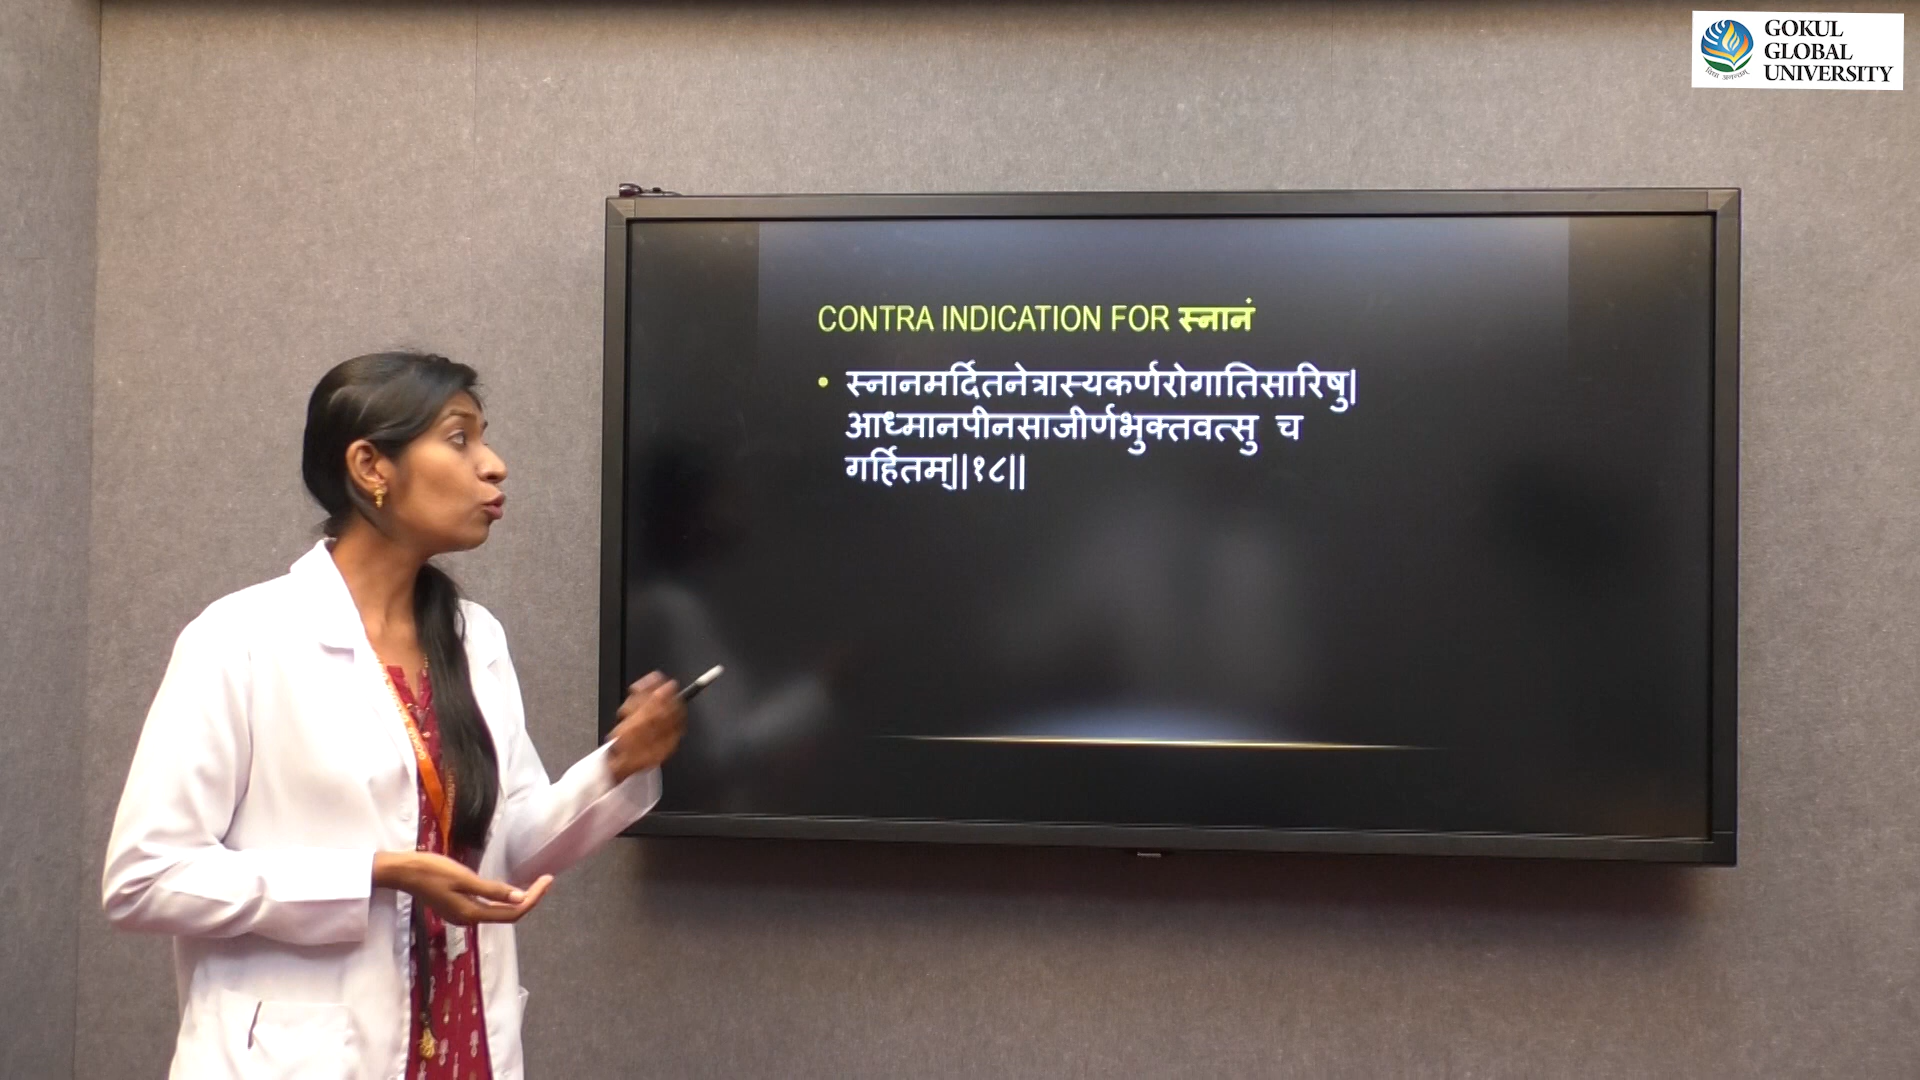 GOKUL
GLOBAL
UNIVERSITY
CONTRA INDICATION FOR स्नानं
• स्नानमर्दितनेत्रास्यकर्णरोगातिसारिषु|
आध्मानपीनसाजीर्णभुक्तवत्सु च
गर्हितम्||१८||